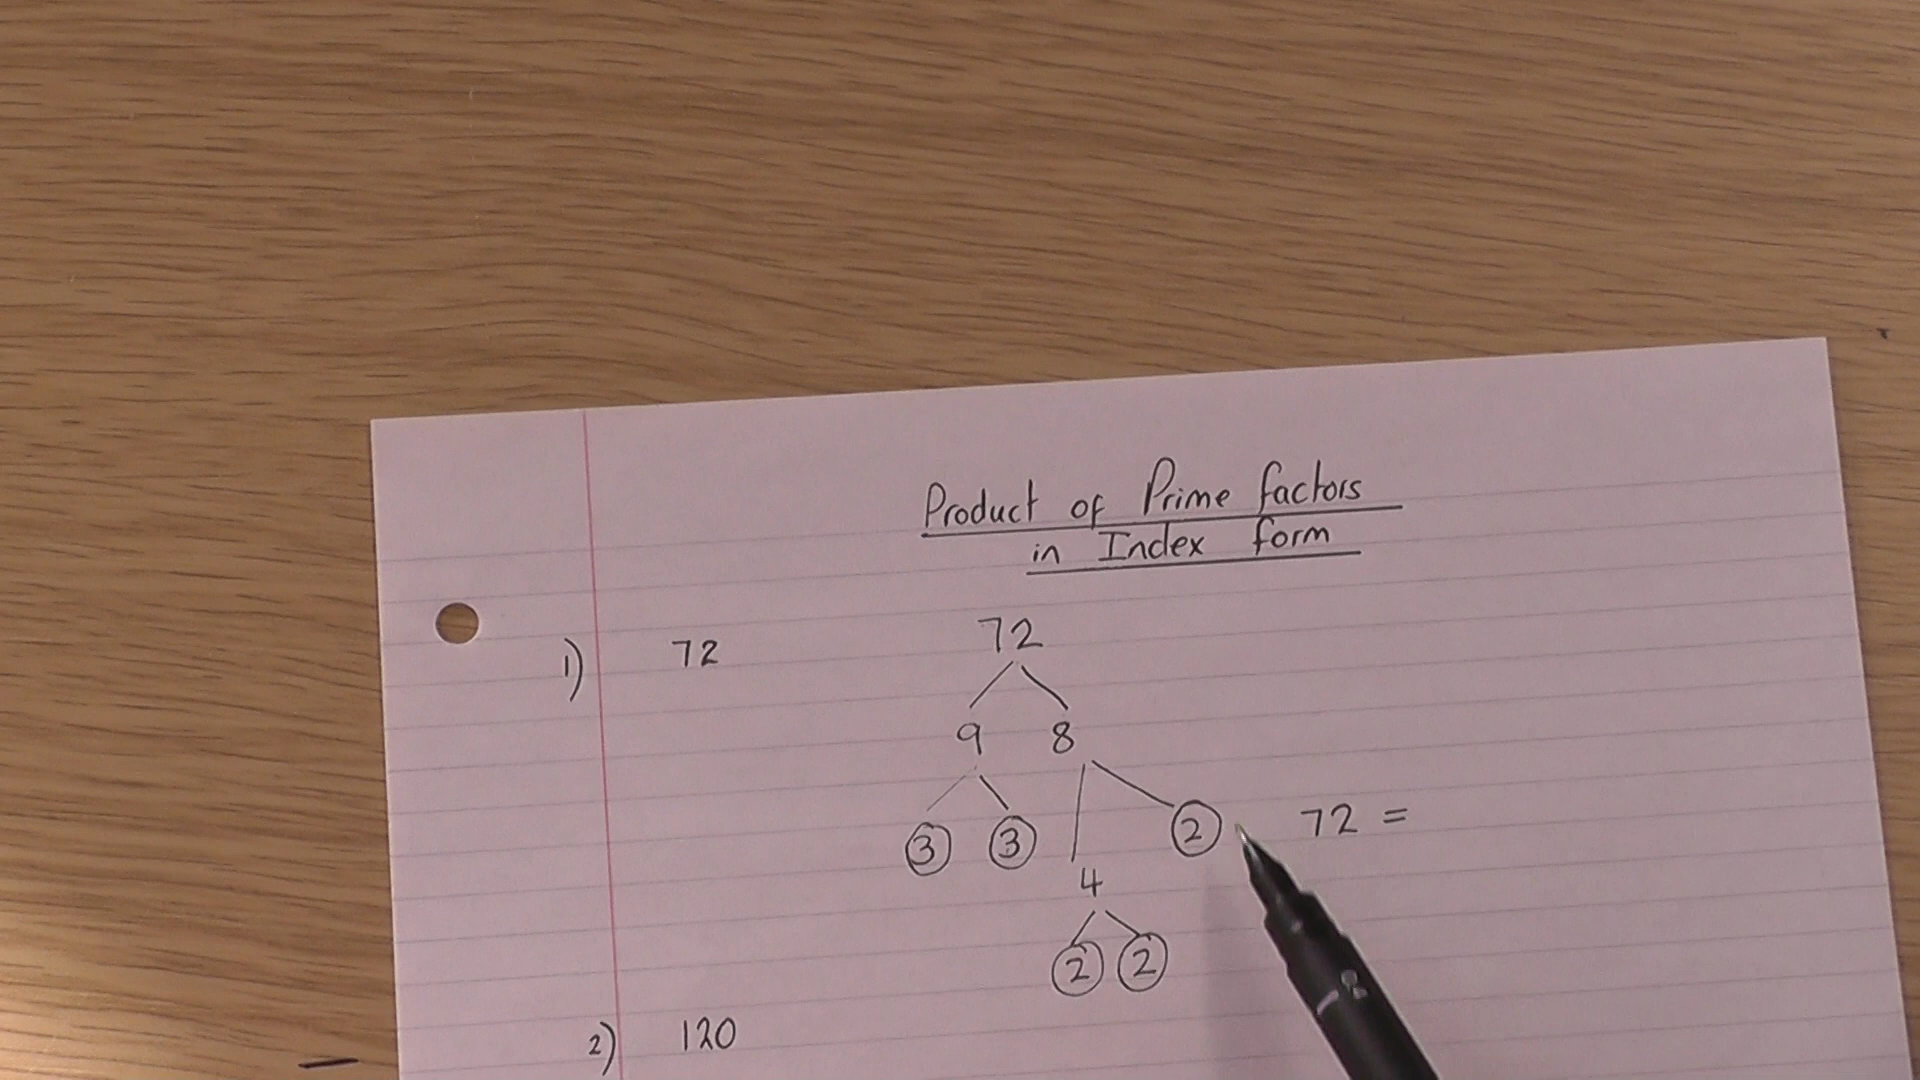 Product of Prime factors
in Index form
1) 72
72
9 8
3 3 2
72 =
4
2 2
2) 120